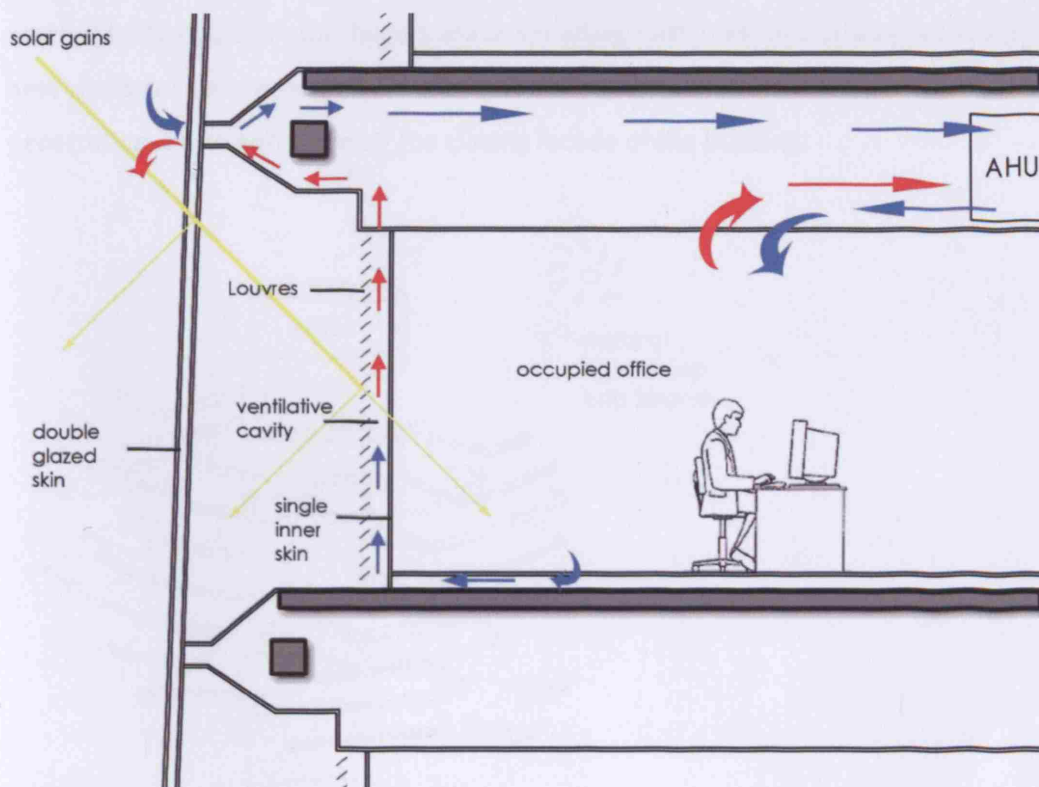 solar gains
AHU
Louvres
occupied office
ventilative
cavity
double
glazed
skin
single
inner
skin